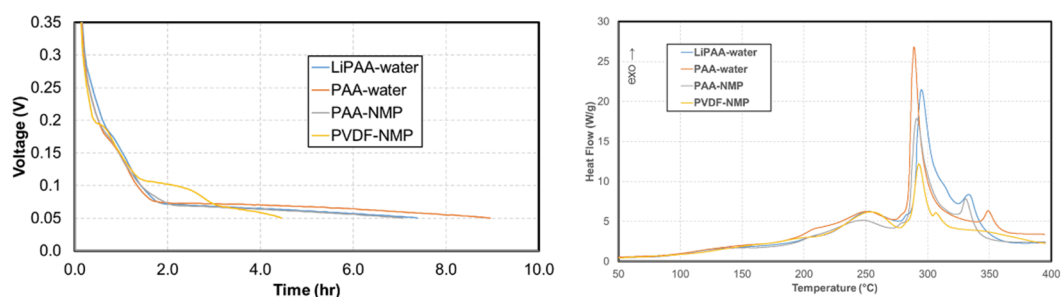 0.35
0.30
0.25
0.20
0.15
0.10
0.05
0.0
Voltage (V)
LiPAA-water
PAA-water
PAA-NMP
PVDF-NMP
0.0 2.0 4.0 6.0 8.0 10.0
Time (hr)
30
25
20
15
10
5
0
Heat Flow (W/g)
exo →
LiPAA-water
PAA-water
PAA-NMP
PVDF-NMP
50 100 150 200 250 300 350 400
Temperature (°C)